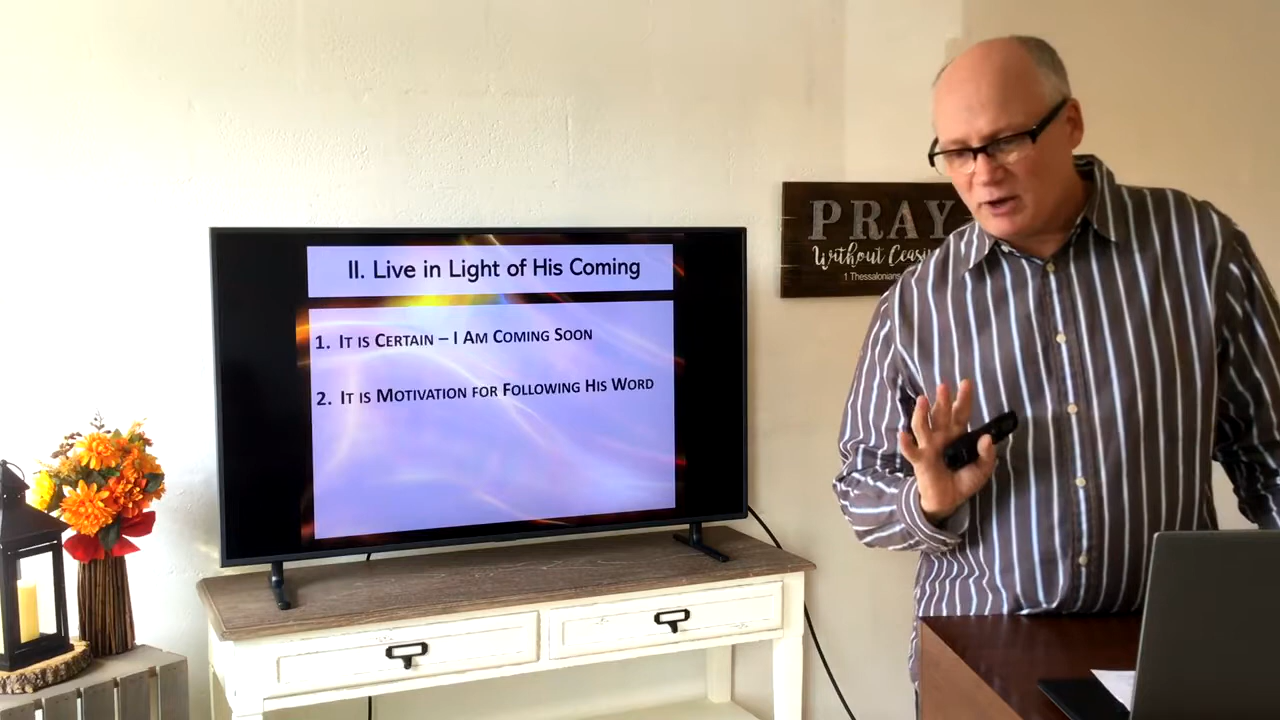 II. Live in Light of His Coming
1. It is Certain – I Am Coming Soon
2. It is Motivation for Following His Word
PRAY
Without
1 Thessalonians